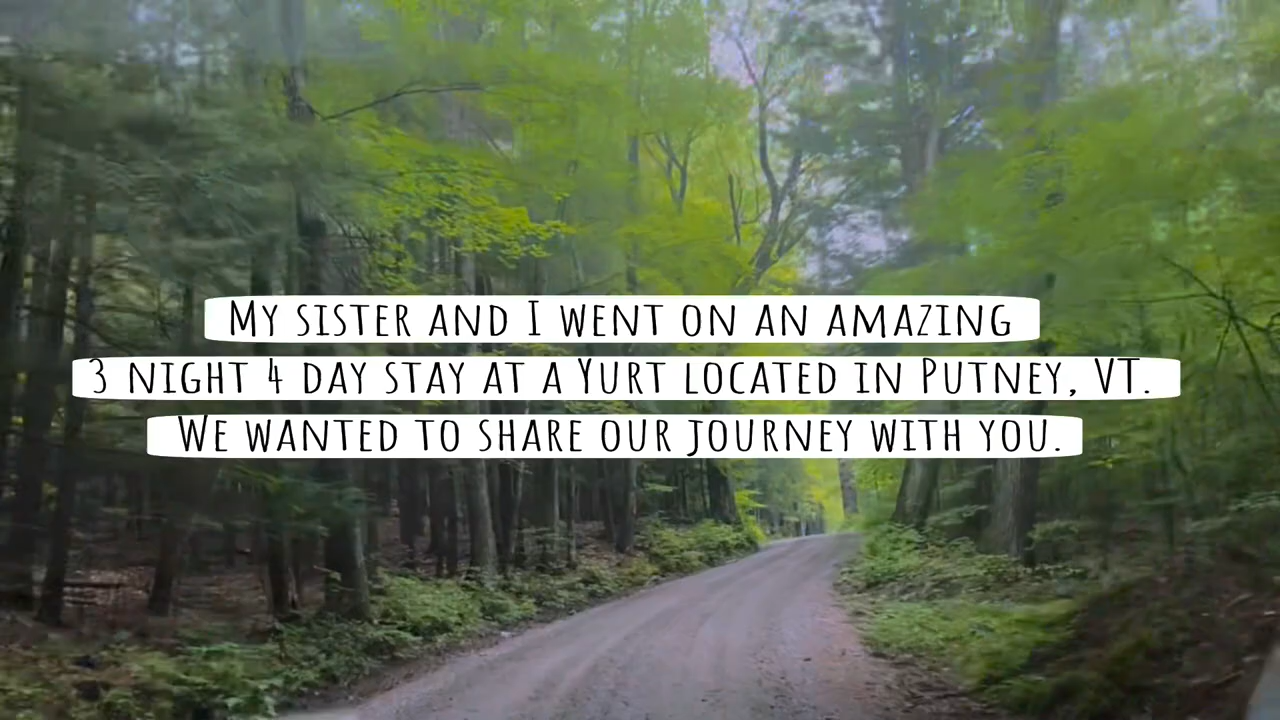 My sister and I went on an amazing
3 night 4 day stay at a Yurt located in Putney, VT.
We wanted to share our journey with you.